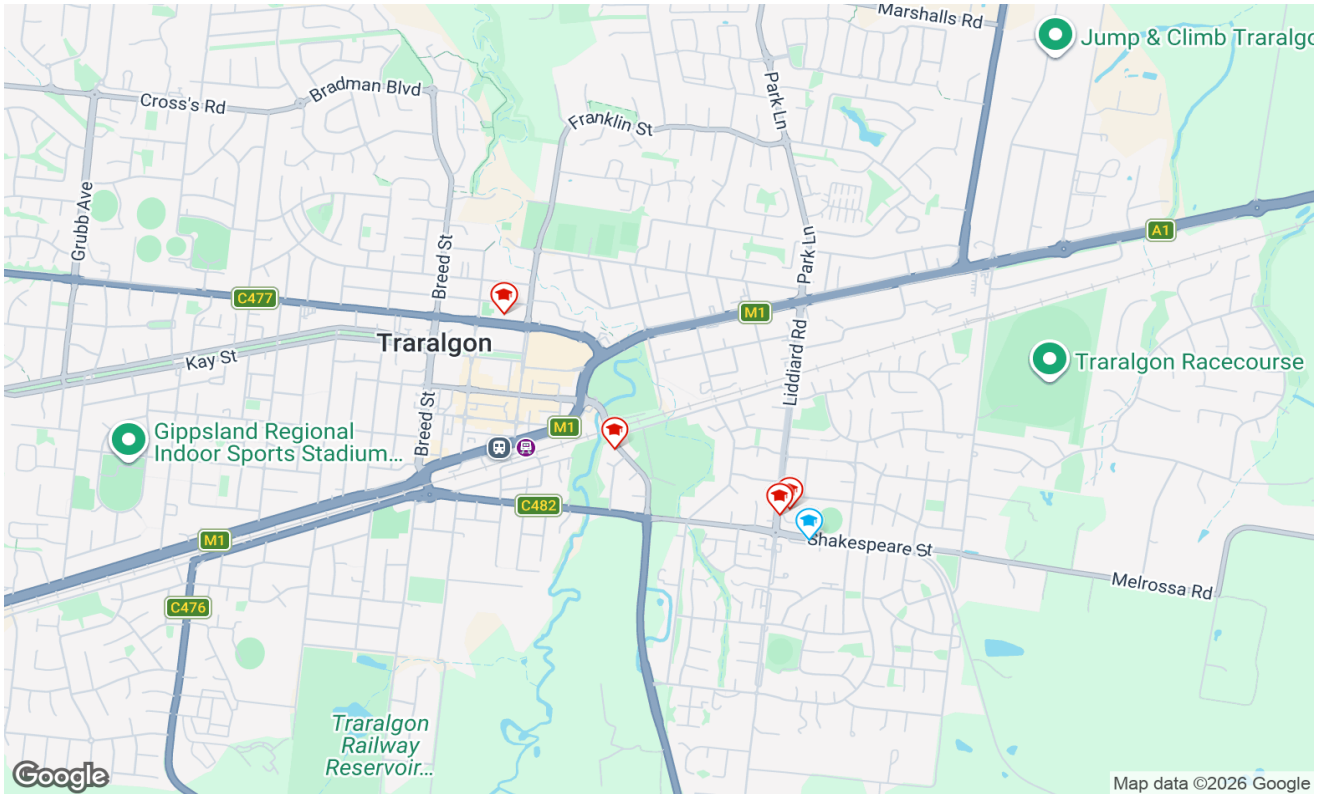 Marshalls Rd
Jump & Climb Traralgo
Cross's Rd
Bradman Blvd
Park Ln
Franklin St
Grubb Ave
Breed St
Park Ln
A1
C477
M1
Traralgon
Kay St
Liddiard Rd
Traralgon Racecourse
Gippsland Regional
Indoor Sports Stadium...
Breed St
M1
C482
M1
Shakespeare St
Melrossa Rd
C476
Traralgon
Railway
Reservoir...
Google
Map data ©2026 Google